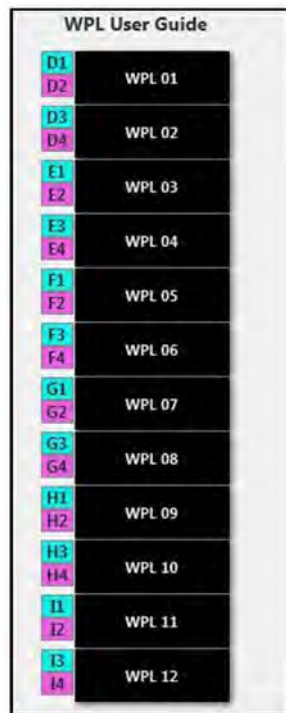 WPL User Guide
D1
WPL 01
D2
D3
WPL 02
D4
E1
WPL 03
E2
E3
WPL 04
E4
F1
WPL 05
F2
F3
WPL 06
F4
G1
WPL 07
G2
G3
WPL 08
G4
H1
WPL 09
H2
H3
WPL 10
H4
I1
WPL 11
I2
I3
WPL 12
I4